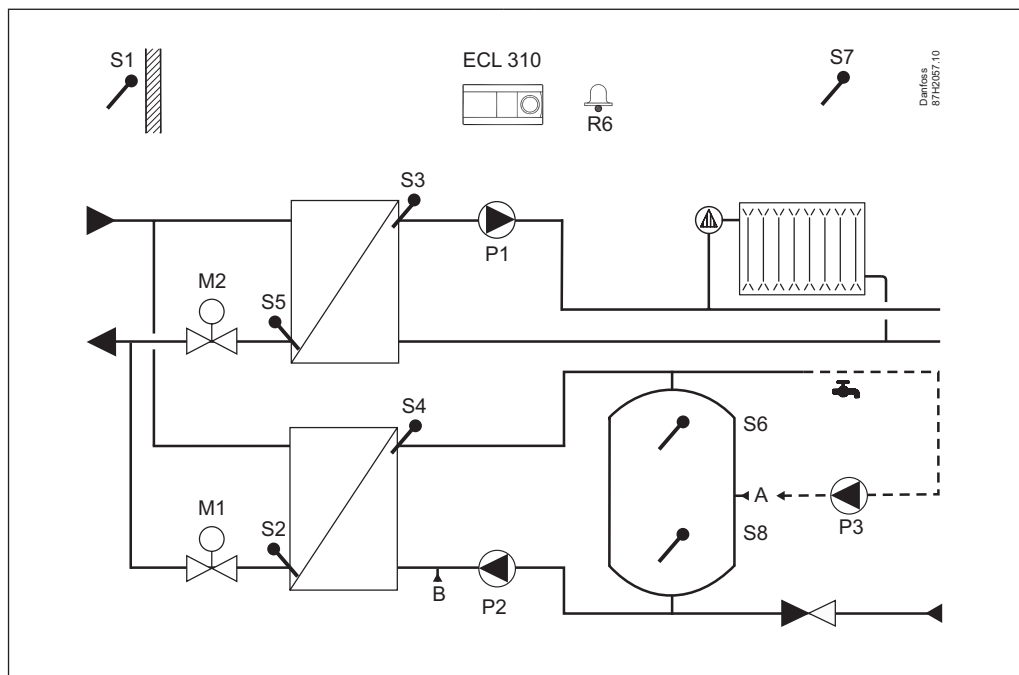 S1
ECL 310
S7
Danfoss
87H2057.10
R6
S3
P1
M2
S5
S4
S6
A
P3
M1
S2
S8
B
P2